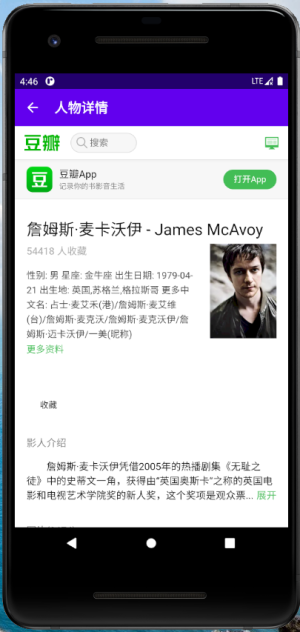 4:46 LTE
人物详情
豆瓣 搜索
豆 豆瓣App 打开App
记录你的书影音生活
詹姆斯·麦卡沃伊 - James McAvoy
54418 人收藏
性别: 男 星座: 金牛座 出生日期: 1979-04-
21 出生地: 英国,苏格兰,格拉斯哥 更多中
文名: 占士·麦艾禾(港)/詹姆斯·麦艾维
(台)/詹姆斯·麦克沃/詹姆斯·麦克沃伊/詹
姆斯·迈卡沃伊/一美(昵称)
更多资料
收藏
影人介绍
詹姆斯·麦卡沃伊凭借2005年的热播剧集《无耻之
徒》中的史蒂文一角，获得由“英国奥斯卡”之称的英国电
影和电视艺术学院奖的新人奖，这个奖项是观众票... 展开